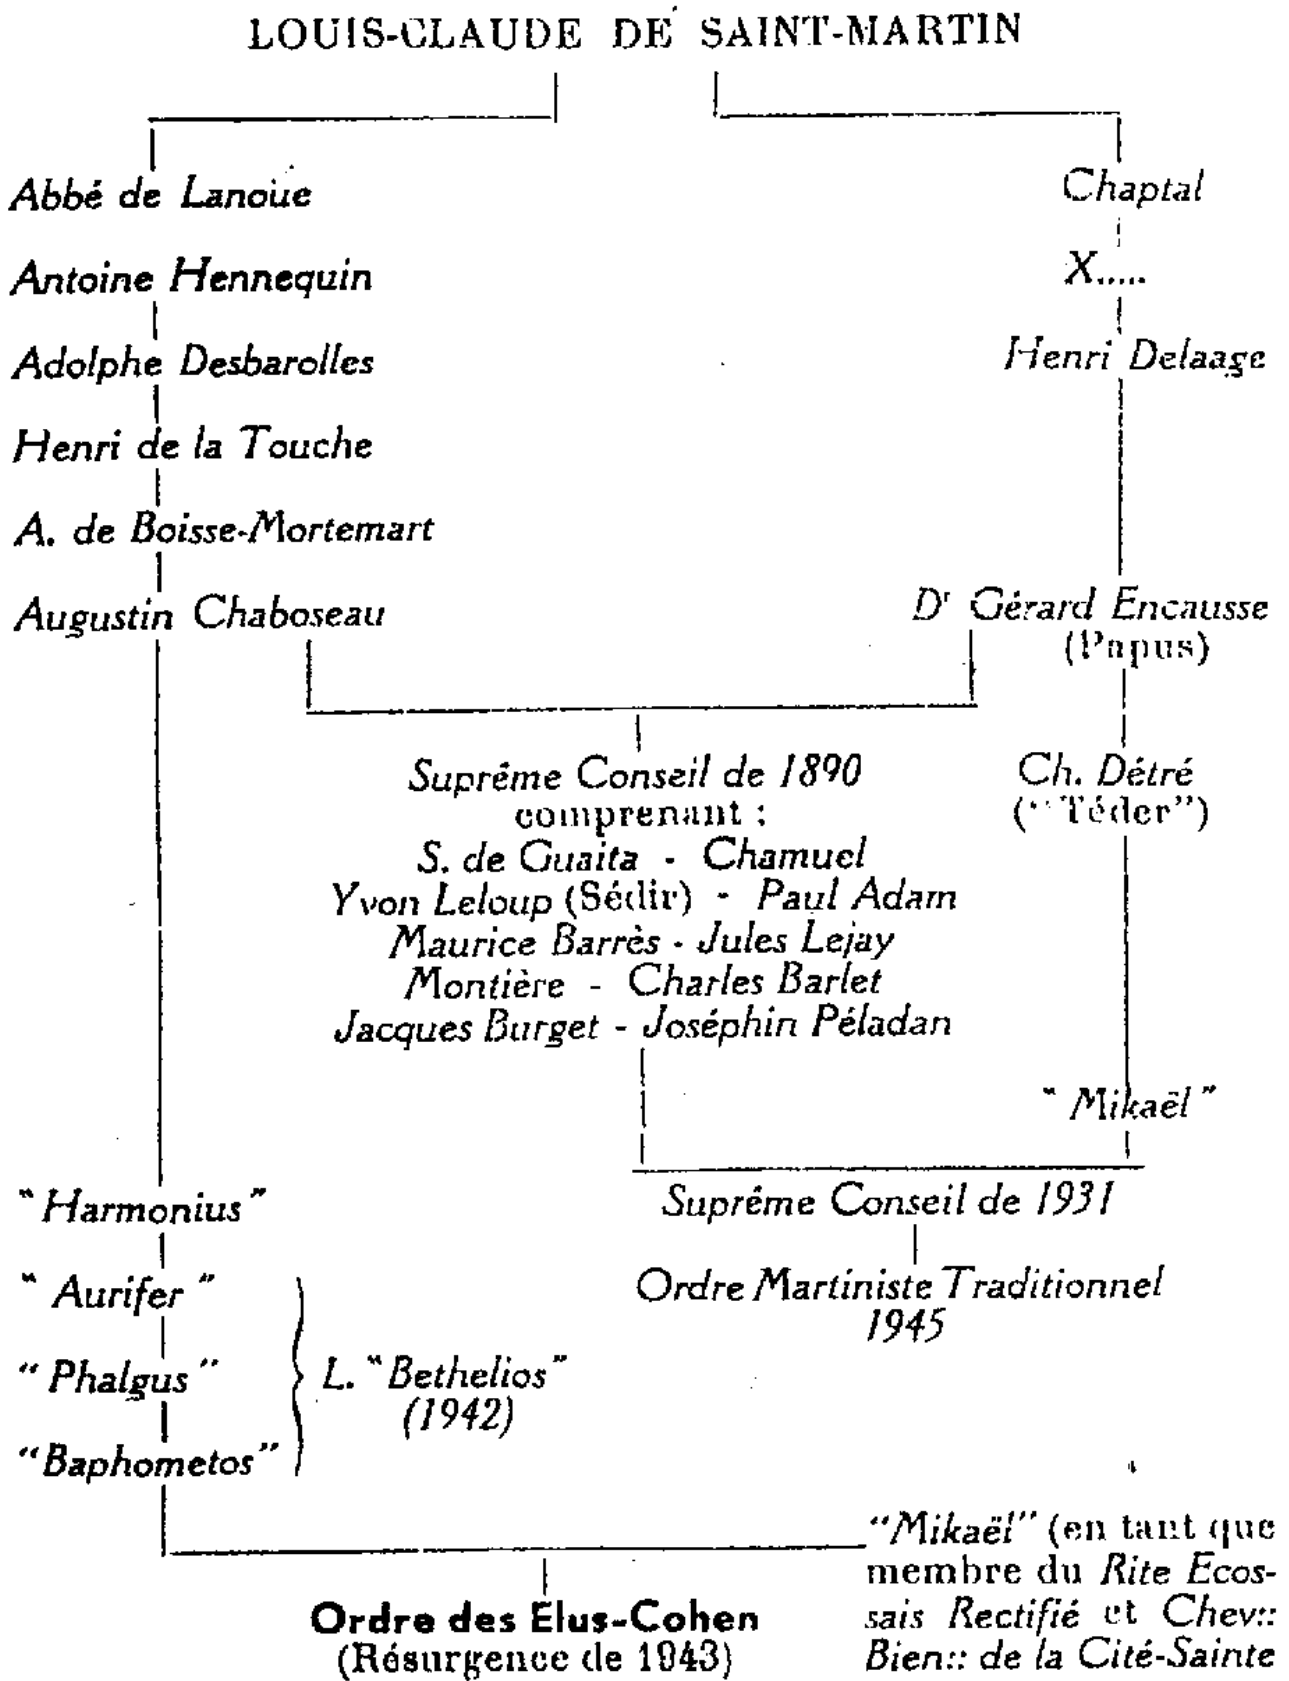 LOUIS-CLAUDE DE SAINT-MARTIN
Abbé de Lanoüe
Chaptal
Antoine Hennequin
X.....
Adolphe Desbarolles
Henri Delaage
Henri de la Touche
A. de Boisse-Mortemart
Augustin Chaboseau
Dr Gérard Encausse
(Papus)
Suprême Conseil de 1890
comprenant :
S. de Guaita - Chamuel
Yvon Leloup (Sédir) - Paul Adam
Maurice Barrès - Jules Lejay
Montière - Charles Barlet
Jacques Burget - Joséphin Péladan
Ch. Détré
("Téder")
"Mikaël"
Suprême Conseil de 1931
Ordre Martiniste Traditionnel
1945
"Harmonius"
"Aurifer"
"Phalgus"
"Baphometos"
L. "Bethelios"
(1942)
"Mikaël" (en tant que
membre du Rite Ecos-
sais Rectifié et Chev::
Bien:: de la Cité-Sainte
Ordre des Elus-Cohen
(Résurgence de 1943)